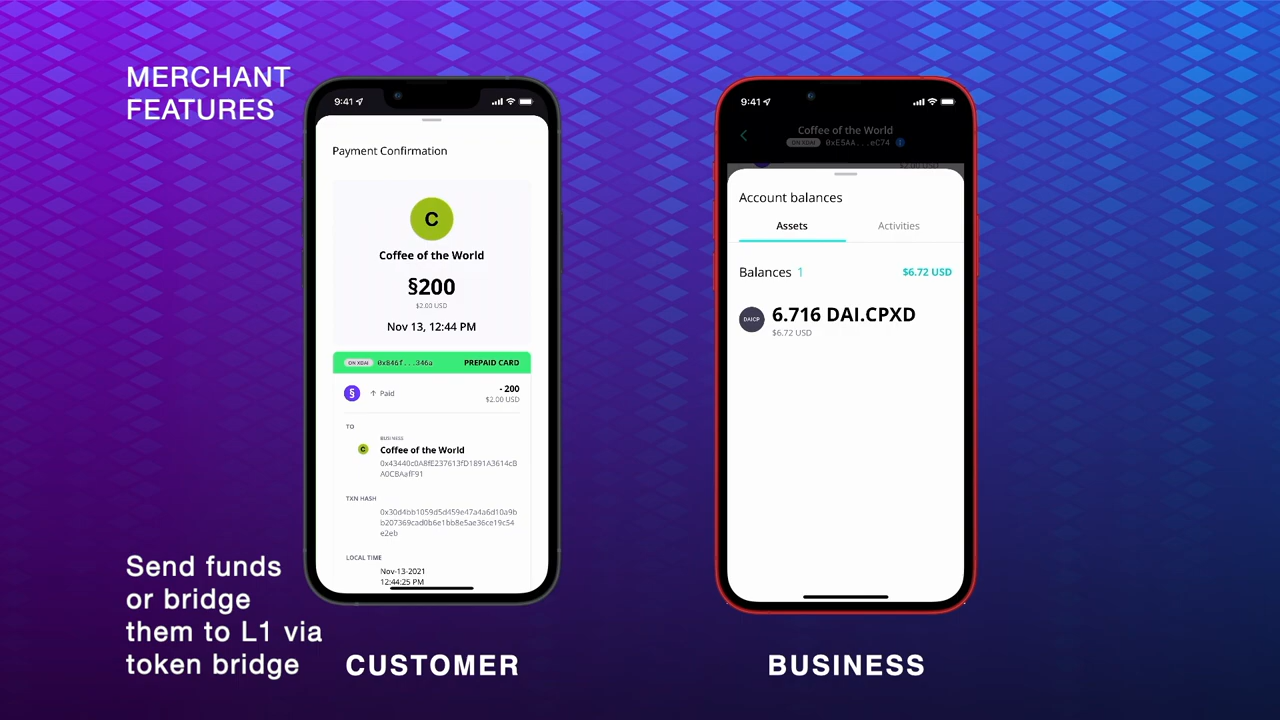 MERCHANT
FEATURES
9:41
Payment Confirmation
C
Coffee of the World
§200
$2.00 USD
Nov 13, 12:44 PM
ON XDAI 0xB46f...346a PREPAID CARD
§ ↑ Paid - 200
$2.00 USD
TO
BUSINESS
C Coffee of the World
0x43440c0A8fE237613fD1891A3614cB
A0CBAafF91
TXN HASH
0x30d4bb1059d5d459e47a4a6d10a9b
b207369cad0b6e1bb8e5ae36ce19c54
e2eb
LOCAL TIME
Nov-13-2021
12:44:25 PM
9:41
Coffee of the World
ON XDAI 0xE5AA...eC74
Account balances
Assets Activities
Balances 1 $6.72 USD
DAICP 6.716 DAI.CPXD
$6.72 USD
Send funds
or bridge
them to L1 via
token bridge
CUSTOMER
BUSINESS